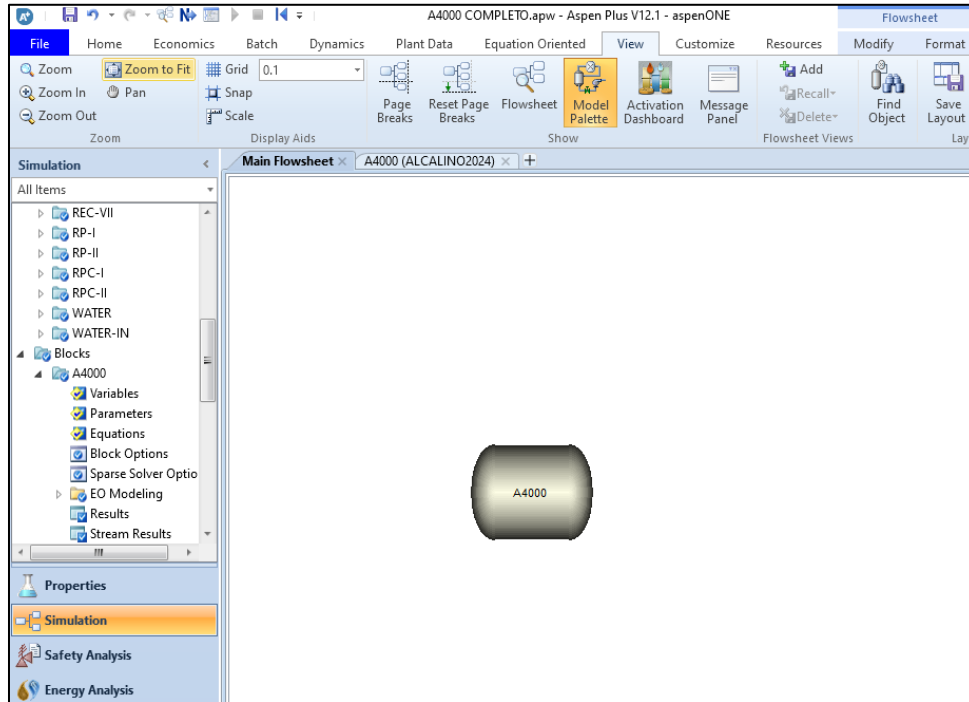 A4000 COMPLETO.apw - Aspen Plus V12.1 - aspenONE
Flowsheet
File Home Economics Batch Dynamics Plant Data Equation Oriented View Customize Resources Modify Format
Zoom Zoom to Fit Grid 0.1
Zoom In Pan Snap
Zoom Out Scale
Page Breaks
Reset Page Breaks
Flowsheet
Model Palette
Activation Dashboard
Message Panel
Add
Recall
Delete
Find Object
Save Layout
Zoom Display Aids Show Flowsheet Views Lay
Simulation
Main Flowsheet A4000 (ALCALINO2024)
All Items
REC-VII
RP-I
RP-II
RPC-I
RPC-II
WATER
WATER-IN
Blocks
A4000
Variables
Parameters
Equations
Block Options
Sparse Solver Optio
EO Modeling
Results
Stream Results
Properties
Simulation
Safety Analysis
Energy Analysis
A4000